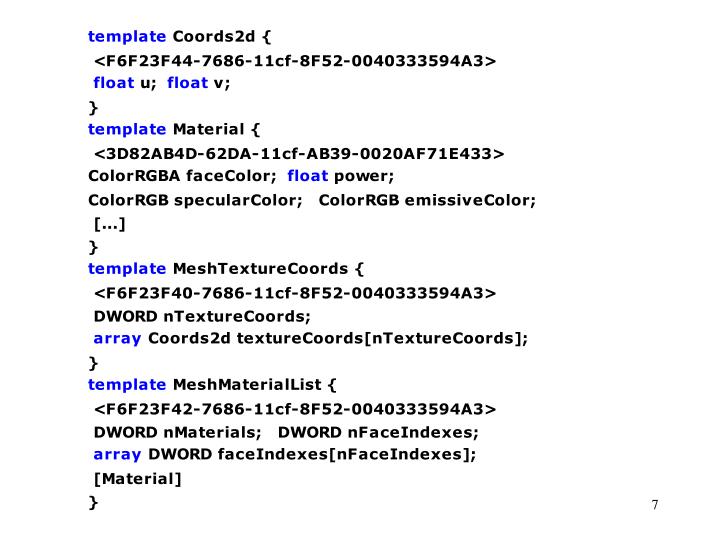 template Coords2d {
<F6F23F44-7686-11cf-8F52-0040333594A3>
float u; float v;
}
template Material {
<3D82AB4D-62DA-11cf-AB39-0020AF71E433>
ColorRGBA faceColor; float power;
ColorRGB specularColor; ColorRGB emissiveColor;
[...]
}
template MeshTextureCoords {
<F6F23F40-7686-11cf-8F52-0040333594A3>
DWORD nTextureCoords;
array Coords2d textureCoords[nTextureCoords];
}
template MeshMaterialList {
<F6F23F42-7686-11cf-8F52-0040333594A3>
DWORD nMaterials; DWORD nFaceIndexes;
array DWORD faceIndexes[nFaceIndexes];
[Material]
}
7